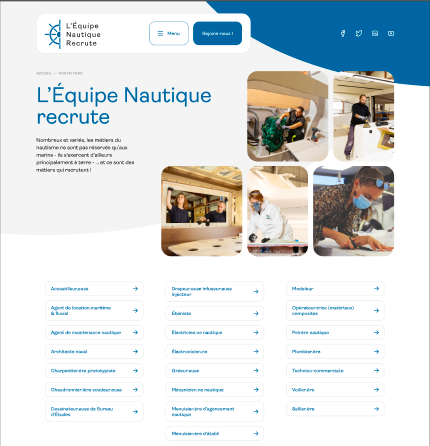 L'Équipe
Nautique
Recrute
Menu
Rejoins-nous !
ACCUEIL — NOS MÉTIERS
L'Équipe Nautique
recrute
Nombreux et variés, les métiers du
nautisme ne sont pas réservés qu'aux
marins - ils s'exercent d'ailleurs
principalement à terre - ... et ce sont des
métiers qui recrutent !
Accastilleur.euse
Agent de location maritime
& fluvial
Agent de maintenance nautique
Architecte naval
Charpentier.ère prototypiste
Chaudronnier.ère soudeur.euse
Dessinateur.rice de Bureau
d'Études
Drapeur.euse infuseur.euse
injecteur
Ébéniste
Électricien.ne nautique
Électronicien.ne
Gréeur.euse
Mécanicien.ne nautique
Menuisier.ère d'agencement
nautique
Menuisier.ère d'établi
Modeleur
Opérateur.trice (matériaux)
composites
Peintre nautique
Plombier.ère
Technico-commercial.e
Voilier.ère
Sellier.ère